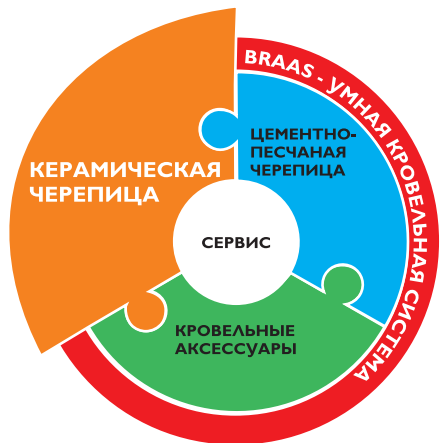 BRAAS - УМНАЯ КРОВЕЛЬНАЯ СИСТЕМА
ЦЕМЕНТНО-
ПЕСЧАНАЯ
ЧЕРЕПИЦА
КЕРАМИЧЕСКАЯ
ЧЕРЕПИЦА
СЕРВИС
КРОВЕЛЬНЫЕ
АКСЕССУАРЫ